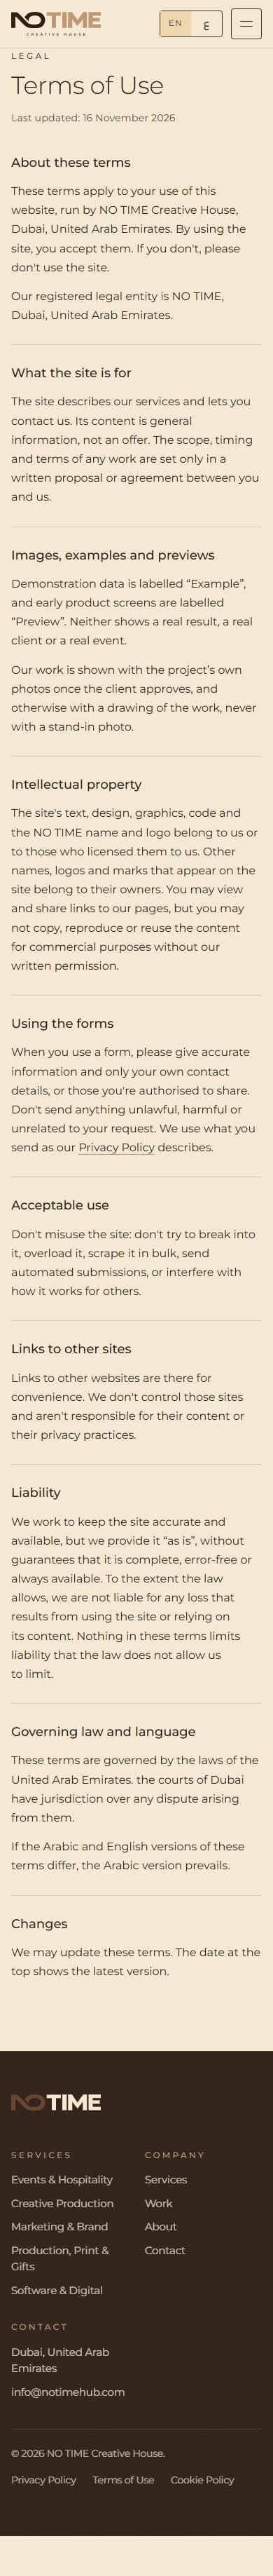 NOTIME
CREATIVE HOUSE
EN
ع
LEGAL
Terms of Use
Last updated: 16 November 2026
About these terms
These terms apply to your use of this
website, run by NO TIME Creative House,
Dubai, United Arab Emirates. By using the
site, you accept them. If you don't, please
don't use the site.
Our registered legal entity is NO TIME,
Dubai, United Arab Emirates.
What the site is for
The site describes our services and lets you
contact us. Its content is general
information, not an offer. The scope, timing
and terms of any work are set only in a
written proposal or agreement between you
and us.
Images, examples and previews
Demonstration data is labelled “Example”,
and early product screens are labelled
“Preview”. Neither shows a real result, a real
client or a real event.
Our work is shown with the project’s own
photos once the client approves, and
otherwise with a drawing of the work, never
with a stand-in photo.
Intellectual property
The site's text, design, graphics, code and
the NO TIME name and logo belong to us or
to those who licensed them to us. Other
names, logos and marks that appear on the
site belong to their owners. You may view
and share links to our pages, but you may
not copy, reproduce or reuse the content
for commercial purposes without our
written permission.
Using the forms
When you use a form, please give accurate
information and only your own contact
details, or those you're authorised to share.
Don't send anything unlawful, harmful or
unrelated to your request. We use what you
send as our Privacy Policy describes.
Acceptable use
Don't misuse the site: don't try to break into
it, overload it, scrape it in bulk, send
automated submissions, or interfere with
how it works for others.
Links to other sites
Links to other websites are there for
convenience. We don't control those sites
and aren't responsible for their content or
their privacy practices.
Liability
We work to keep the site accurate and
available, but we provide it “as is”, without
guarantees that it is complete, error-free or
always available. To the extent the law
allows, we are not liable for any loss that
results from using the site or relying on
its content. Nothing in these terms limits
liability that the law does not allow us
to limit.
Governing law and language
These terms are governed by the laws of the
United Arab Emirates. the courts of Dubai
have jurisdiction over any dispute arising
from them.
If the Arabic and English versions of these
terms differ, the Arabic version prevails.
Changes
We may update these terms. The date at the
top shows the latest version.
NOTIME
SERVICES
Events & Hospitality
Creative Production
Marketing & Brand
Production, Print &
Gifts
Software & Digital
COMPANY
Services
Work
About
Contact
CONTACT
Dubai, United Arab
Emirates
info@notimehub.com
© 2026 NO TIME Creative House.
Privacy Policy Terms of Use Cookie Policy